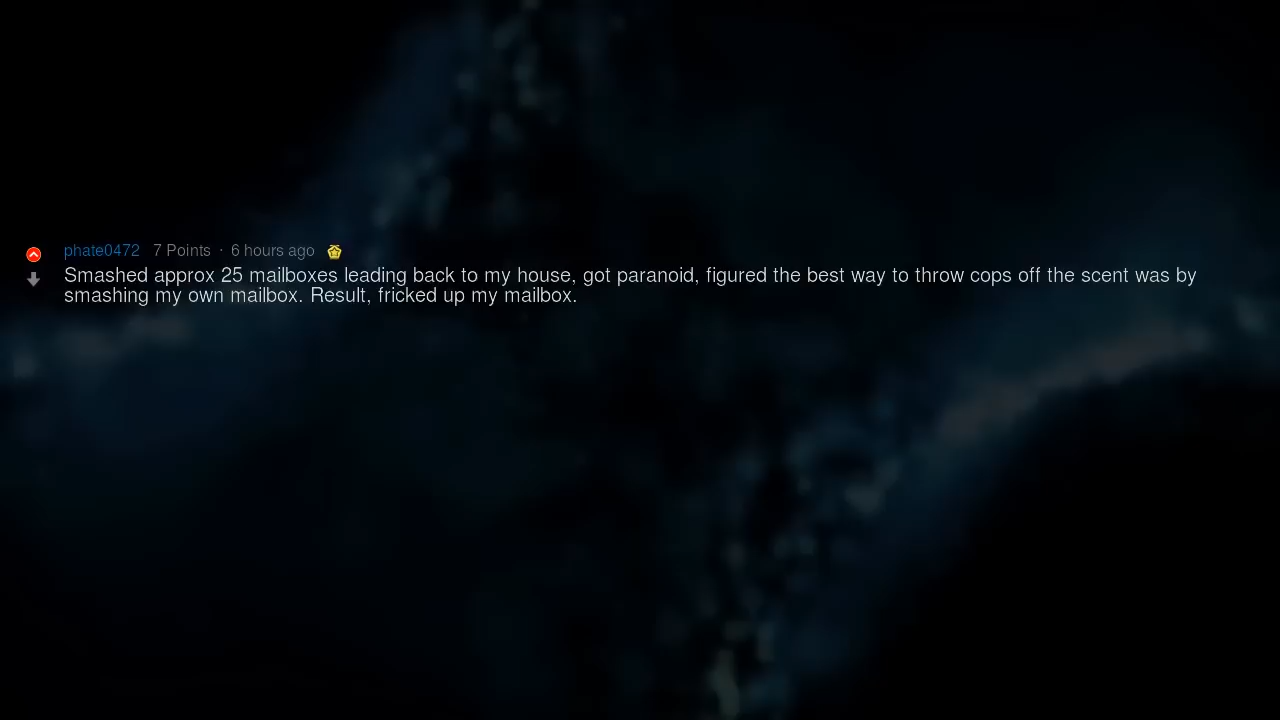 phate0472 7 Points · 6 hours ago
Smashed approx 25 mailboxes leading back to my house, got paranoid, figured the best way to throw cops off the scent was by
smashing my own mailbox. Result, fricked up my mailbox.